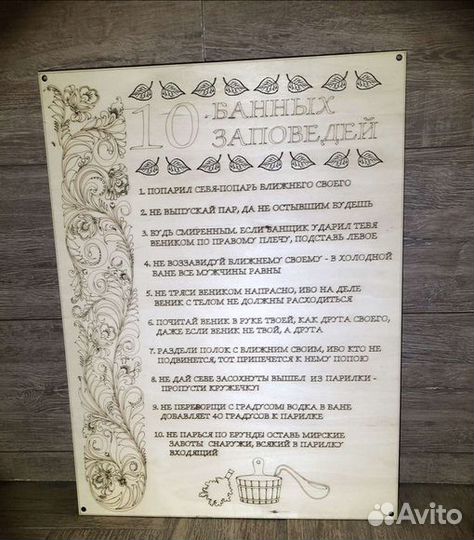 10 БАННЫХ
ЗАПОВЕДЕЙ
1. ПОПАРИЛ СЕБЯ-ПОПАРЬ БЛИЖНЕГО СВОЕГО
2. НЕ ВЫПУСКАЙ ПАР, ДА НЕ ОСТЫВШИМ БУДЕШЬ
3. БУДЬ СМИРЕННЫМ. ЕСЛИ БАНЩИК УДАРИЛ ТЕБЯ
ВЕНИКОМ ПО ПРАВОМУ ПЛЕЧУ, ПОДСТАВЬ ЛЕВОЕ
4. НЕ ВОЗЗАВИДУЙ БЛИЖНЕМУ СВОЕМУ - В ХОЛОДНОЙ
БАНЕ ВСЕ МУЖЧИНЫ РАВНЫ
5. НЕ ТРЯСИ ВЕНИКОМ НАПРАСНО, ИБО НА ДЕЛЕ
ВЕНИК С ТЕЛОМ НЕ ДОЛЖНЫ РАСХОДИТЬСЯ
6. ПОЧИТАЙ ВЕНИК В РУКЕ ТВОЕЙ, КАК ДРУГА СВОЕГО,
ДАЖЕ ЕСЛИ ВЕНИК НЕ ТВОЙ, А ДРУГА
7. РАЗДЕЛИ ПОЛОК С БЛИЖНИМ СВОИМ, ИБО КТО НЕ
ПОДВИНЕТСЯ, ТОТ ПРИПЕЧЕТСЯ К НЕМУ ПОПОЮ
8. НЕ ДАЙ СЕБЕ ЗАСОХНУТЬ! ВЫШЕЛ ИЗ ПАРИЛКИ -
ПРОПУСТИ КРУЖЕЧКУ!
9. НЕ ПЕРЕБОРЩИ С ГРАДУСОМ! ВОДКА В БАНЕ
ДОБАВЛЯЕТ 40 ГРАДУСОВ К ПАРИЛКЕ
10. НЕ ПАРЬСЯ ПО ЕРУНДЕ! ОСТАВЬ МИРСКИЕ
ЗАБОТЫ СНАРУЖИ, ВСЯКИЙ В ПАРИЛКУ
ВХОДЯЩИЙ
Avito